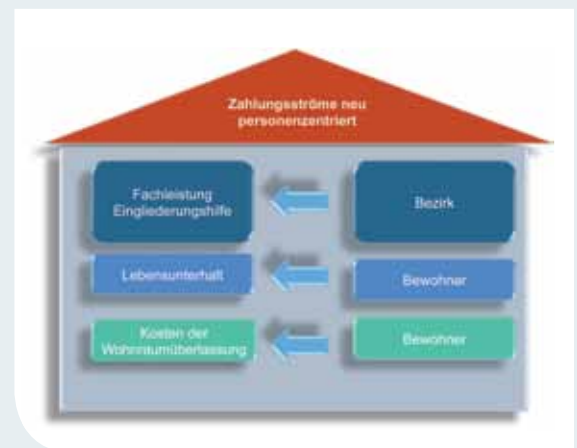 Zahlungsströme neu
personenzentriert
Fachleistung
Eingliederungshilfe
Bezirk
Lebensunterhalt
Bewohner
Kosten der
Wohnraumüberlassung
Bewohner